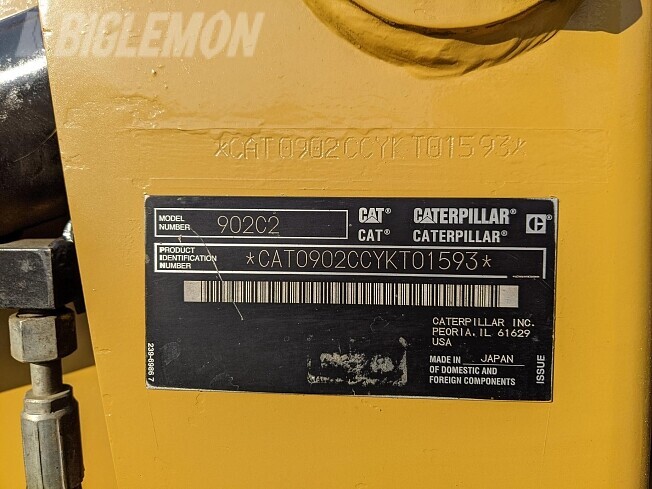 BIGLEMON
*CAT0902CCYKT01593*
MODEL NUMBER 902C2
CAT® CATERPILLAR®
CAT® CATERPILLAR®
PRODUCT IDENTIFICATION NUMBER *CAT0902CCYKT01593*
CATERPILLAR INC.
PEORIA, IL 61629
USA
MADE IN JAPAN
OF DOMESTIC AND
FOREIGN COMPONENTS
ISSUE
239-6986 7